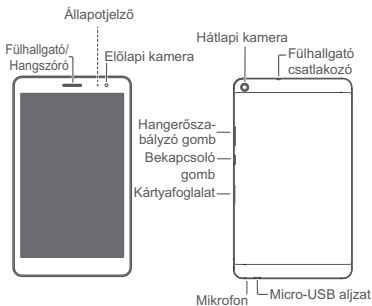 Állapotjelző
Fülhallgató/
Hangszóró
Előlapi kamera
Hátlapi kamera
Fülhallgató
csatlakozó
Hangerősza-
bályzó gomb
Bekapcsoló
gomb
Kártyafoglalat
Mikrofon
Micro-USB aljzat